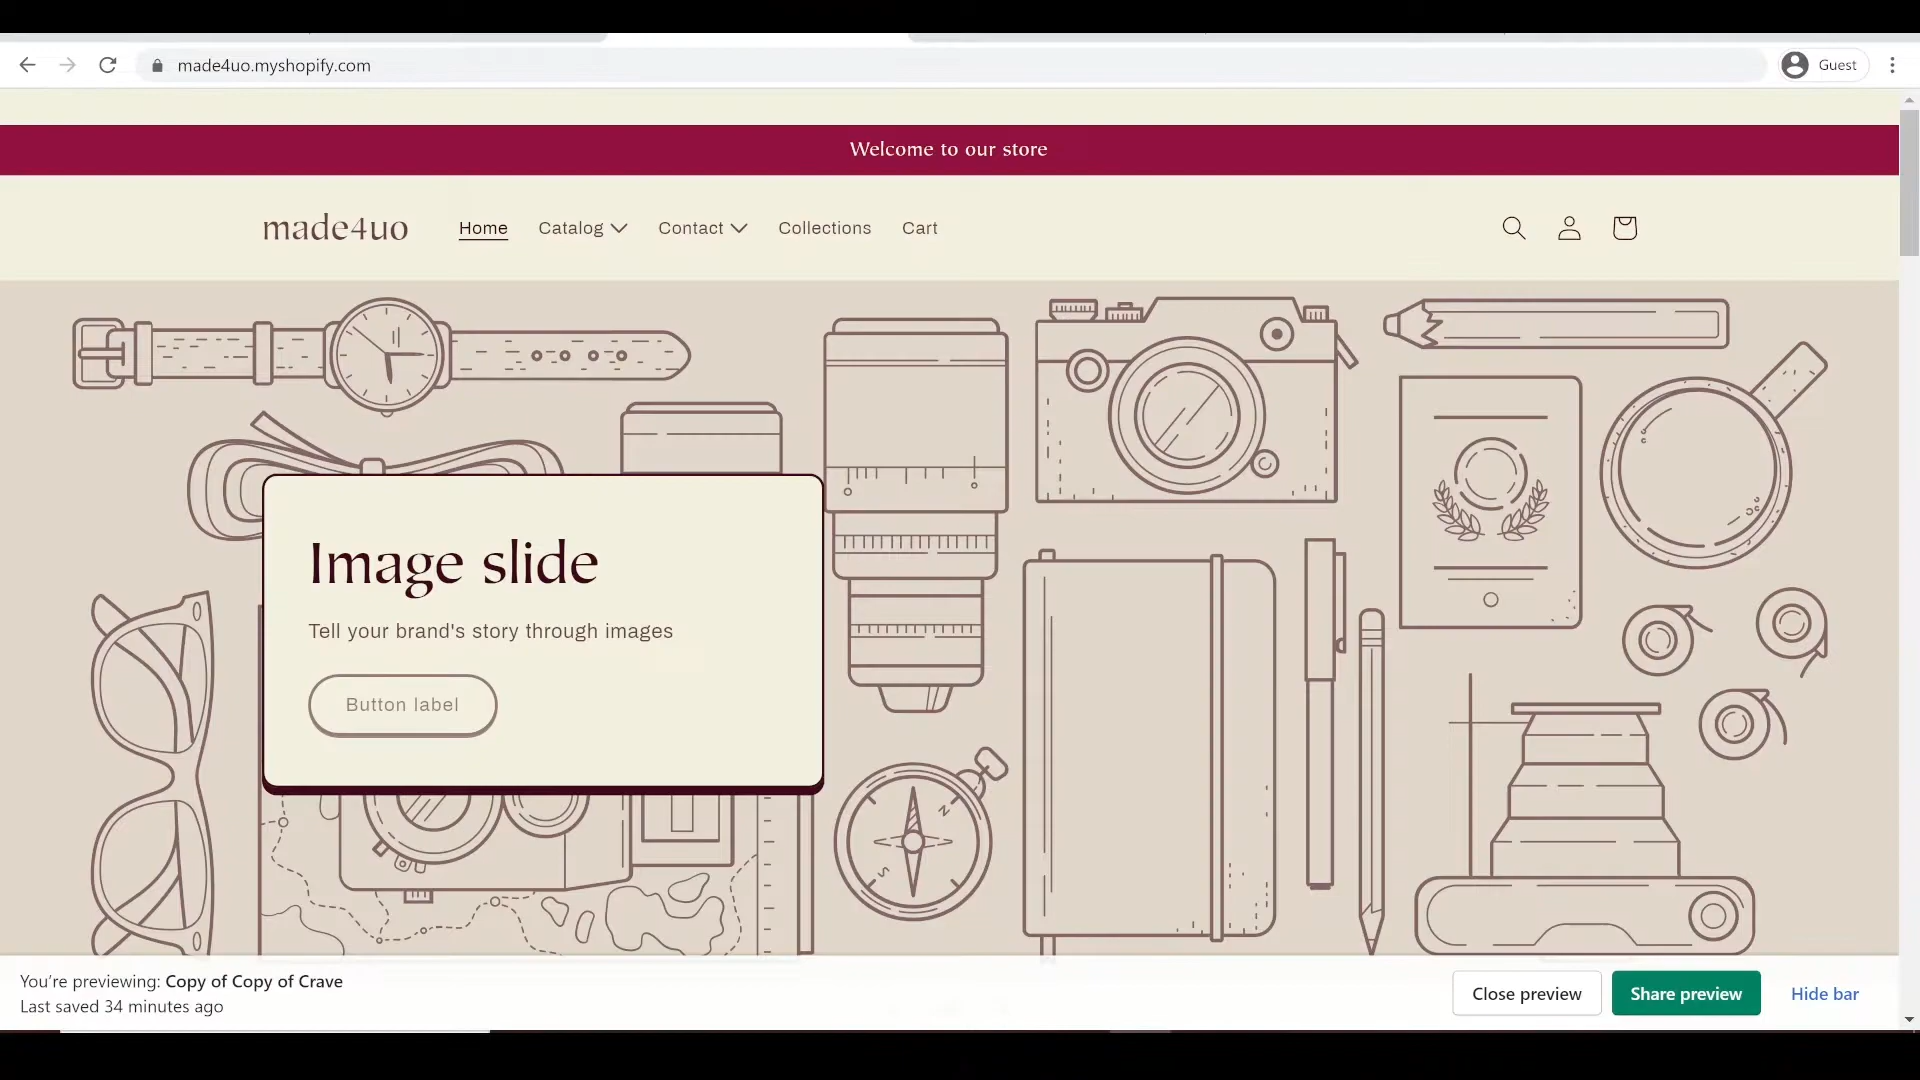 made4uo.myshopify.com
Guest
Welcome to our store
made4uo
Home Catalog Contact Collections Cart
Image slide
Tell your brand's story through images
Button label
N
S
You're previewing: Copy of Copy of Crave
Last saved 34 minutes ago
Close preview
Share preview
Hide bar